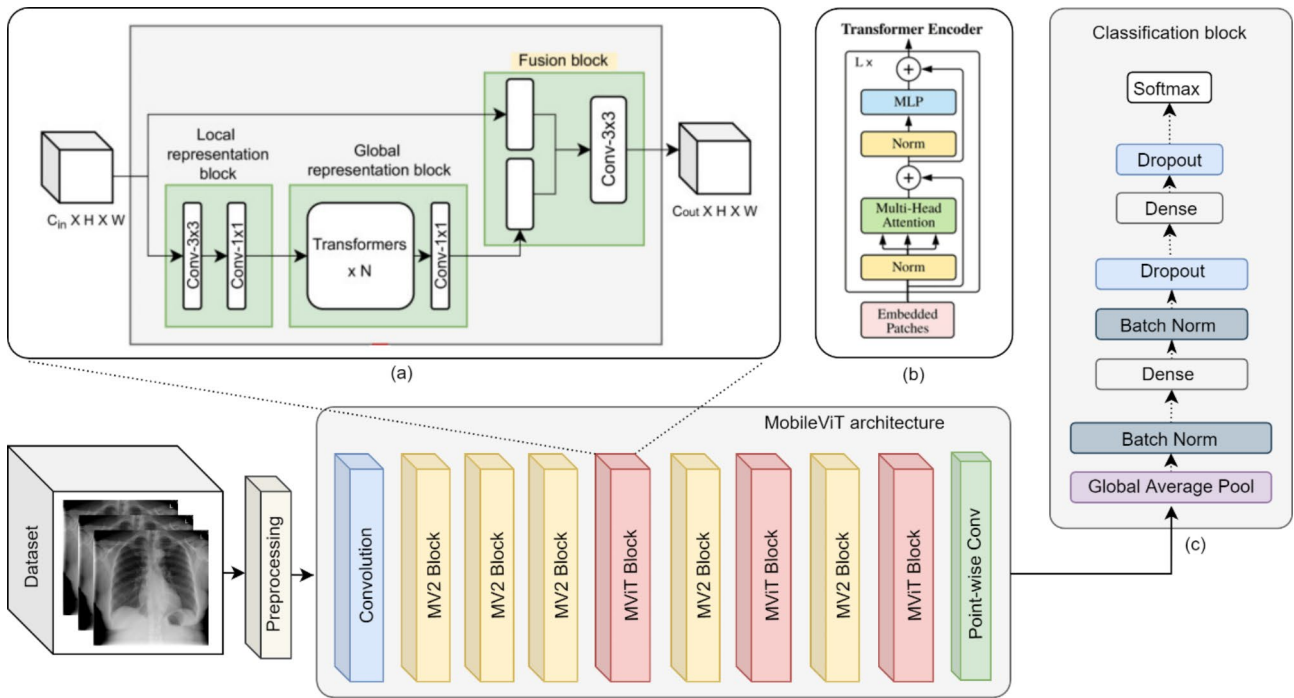 Fusion block
Local
representation
block
Global
representation block
Conv-3x3
C_in X H X W
C_out X H X W
Conv-3x3
Conv-1x1
Transformers
x N
Conv-1x1
(a)
Transformer Encoder
L x
+
MLP
Norm
+
Multi-Head
Attention
Norm
Embedded
Patches
(b)
Classification block
Softmax
Dropout
Dense
Dropout
Batch Norm
Dense
Batch Norm
Global Average Pool
(c)
MobileViT architecture
Dataset
L
L
L
Preprocessing
Convolution
MV2 Block
MV2 Block
MV2 Block
MViT Block
MV2 Block
MViT Block
MV2 Block
MViT Block
Point-wise Conv